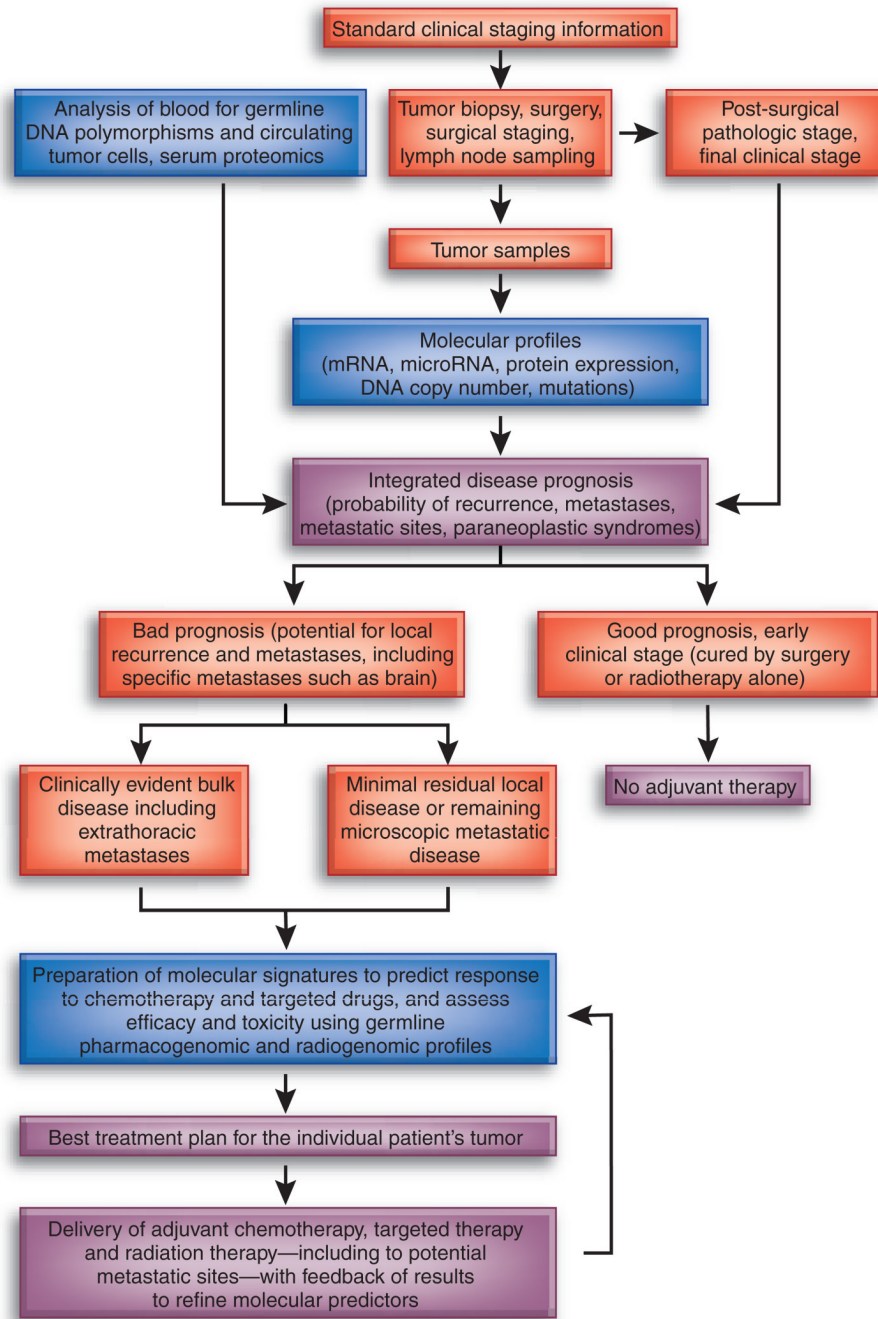 Standard clinical staging information
Analysis of blood for germline
DNA polymorphisms and circulating
tumor cells, serum proteomics
Tumor biopsy, surgery,
surgical staging,
lymph node sampling
Post-surgical
pathologic stage,
final clinical stage
Tumor samples
Molecular profiles
(mRNA, microRNA, protein expression,
DNA copy number, mutations)
Integrated disease prognosis
(probability of recurrence, metastases,
metastatic sites, paraneoplastic syndromes)
Bad prognosis (potential for local
recurrence and metastases, including
specific metastases such as brain)
Good prognosis, early
clinical stage (cured by surgery
or radiotherapy alone)
Clinically evident bulk
disease including
extrathoracic
metastases
Minimal residual local
disease or remaining
microscopic metastatic
disease
No adjuvant therapy
Preparation of molecular signatures to predict response
to chemotherapy and targeted drugs, and assess
efficacy and toxicity using germline
pharmacogenomic and radiogenomic profiles
Best treatment plan for the individual patient's tumor
Delivery of adjuvant chemotherapy, targeted therapy
and radiation therapy—including to potential
metastatic sites—with feedback of results
to refine molecular predictors